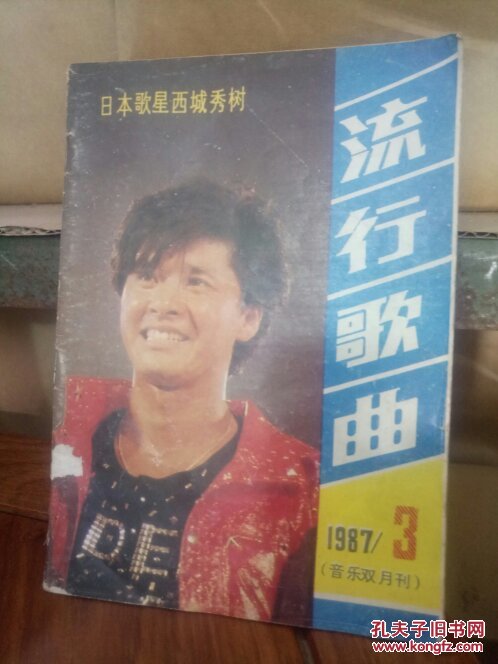 日本歌星西城秀树
流行歌曲
1987/3
(音乐双月刊)
DE
孔夫子旧书网
www.kongfz.com